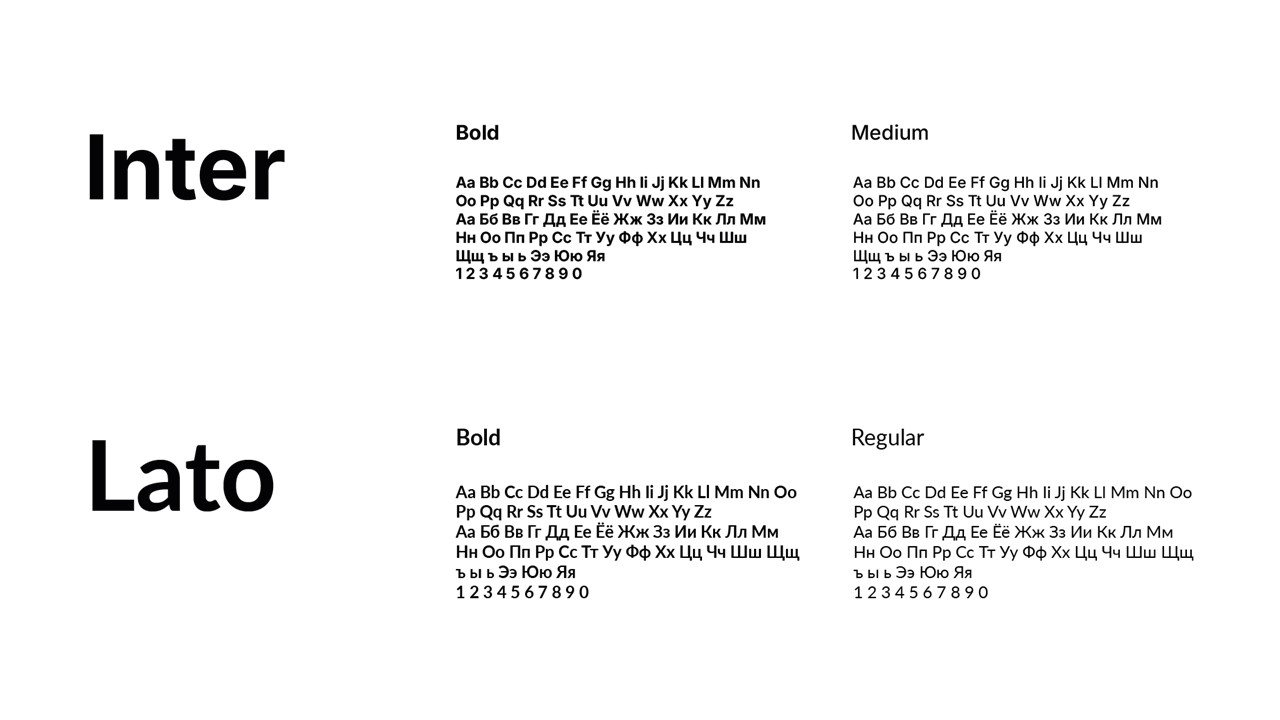 Inter
Bold
Aa Bb Cc Dd Ee Ff Gg Hh Ii Jj Kk Ll Mm Nn
Oo Pp Qq Rr Ss Tt Uu Vv Ww Xx Yy Zz
Аа Бб Вв Гг Дд Ее Ёё Жж Зз Ии Кк Лл Мм
Нн Оо Пп Рр Сс Тт Уу Фф Хх Цц Чч Шш
Щщ ъ ы ь Ээ Юю Яя
1 2 3 4 5 6 7 8 9 0
Medium
Aa Bb Cc Dd Ee Ff Gg Hh Ii Jj Kk Ll Mm Nn
Oo Pp Qq Rr Ss Tt Uu Vv Ww Xx Yy Zz
Аа Бб Вв Гг Дд Ее Ёё Жж Зз Ии Кк Лл Мм
Нн Оо Пп Рр Сс Тт Уу Фф Хх Цц Чч Шш
Щщ ъ ы ь Ээ Юю Яя
1 2 3 4 5 6 7 8 9 0
Lato
Bold
Aa Bb Cc Dd Ee Ff Gg Hh Ii Jj Kk Ll Mm Nn Oo
Pp Qq Rr Ss Tt Uu Vv Ww Xx Yy Zz
Аа Бб Вв Гг Дд Ее Ёё Жж Зз Ии Кк Лл Мм
Нн Оо Пп Рр Сс Тт Уу Фф Хх Цц Чч Шш Щщ
ъ ы ь Ээ Юю Яя
1 2 3 4 5 6 7 8 9 0
Regular
Aa Bb Cc Dd Ee Ff Gg Hh Ii Jj Kk Ll Mm Nn Oo
Pp Qq Rr Ss Tt Uu Vv Ww Xx Yy Zz
Аа Бб Вв Гг Дд Ее Ёё Жж Зз Ии Кк Лл Мм
Нн Оо Пп Рр Сс Тт Уу Фф Хх Цц Чч Шш Щщ
ъ ы ь Ээ Юю Яя
1 2 3 4 5 6 7 8 9 0